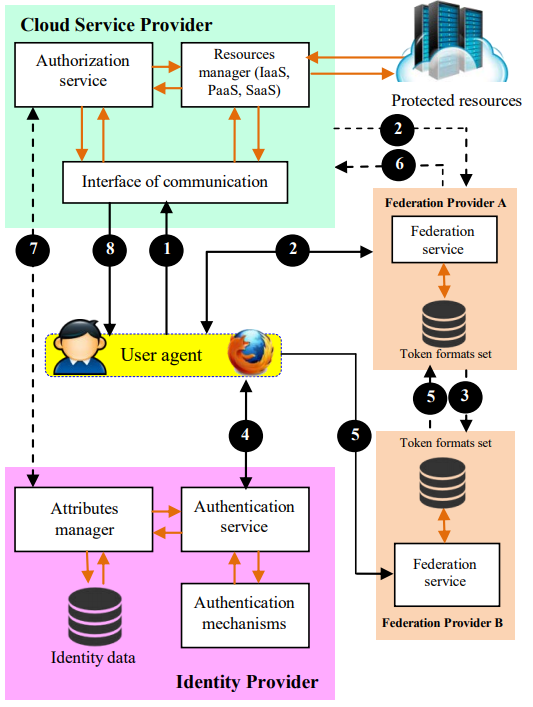 Cloud Service Provider
Authorization
service
Resources
manager (IaaS,
PaaS, SaaS)
Protected resources
Interface of communication
2
6
Federation Provider A
Federation
service
Token formats set
7
8
1
2
User agent
5
3
4
5
Token formats set
Federation
service
Federation Provider B
Attributes
manager
Authentication
service
Authentication
mechanisms
Identity data
Identity Provider